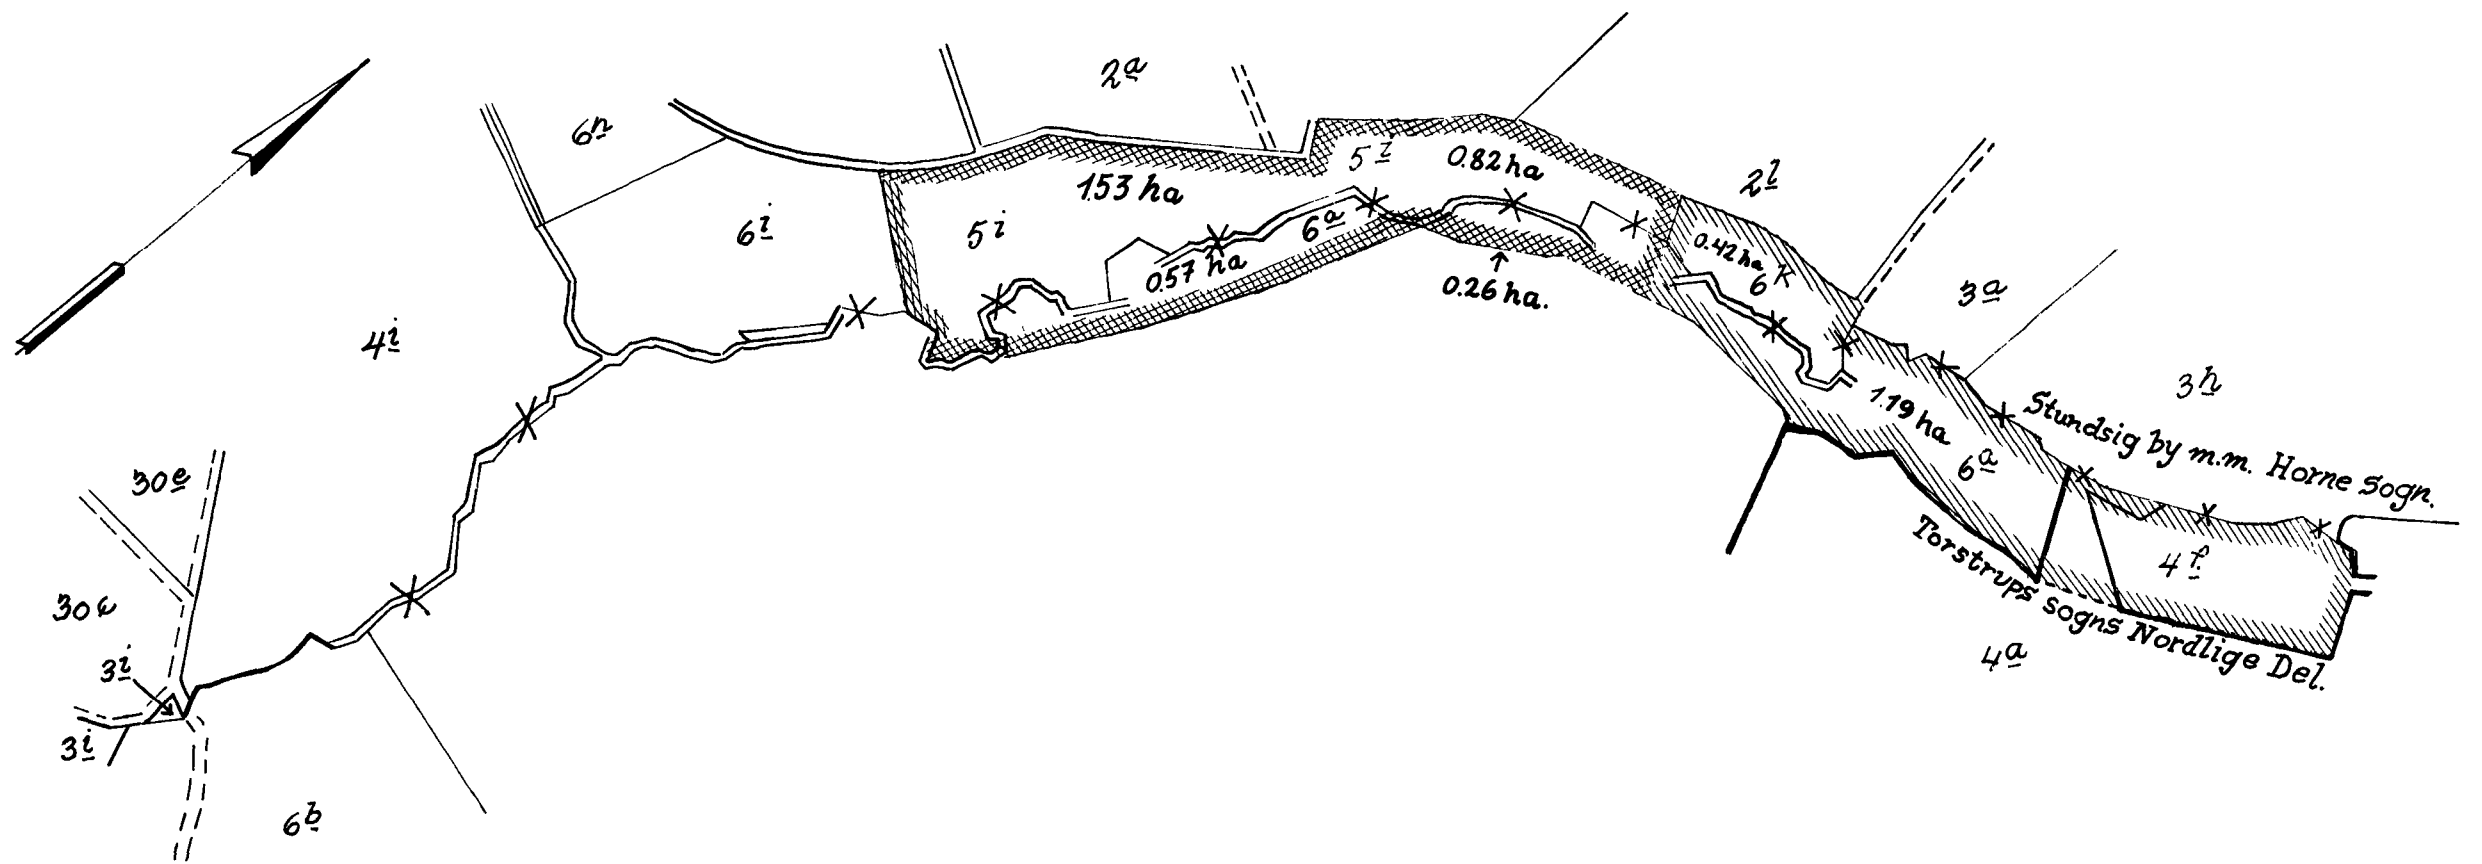 2a
6n
5i
0.82 ha
2l
1.53 ha
6i
5i
6a
0.42 ha
6k
0.57 ha
0.26 ha.
3a
4i
3h
1.19 ha
Stundsig by m.m. Horne Sogn.
6a
30e
4f
Torstrups sogns Nordlige Del.
30c
4a
3i
3i
6b